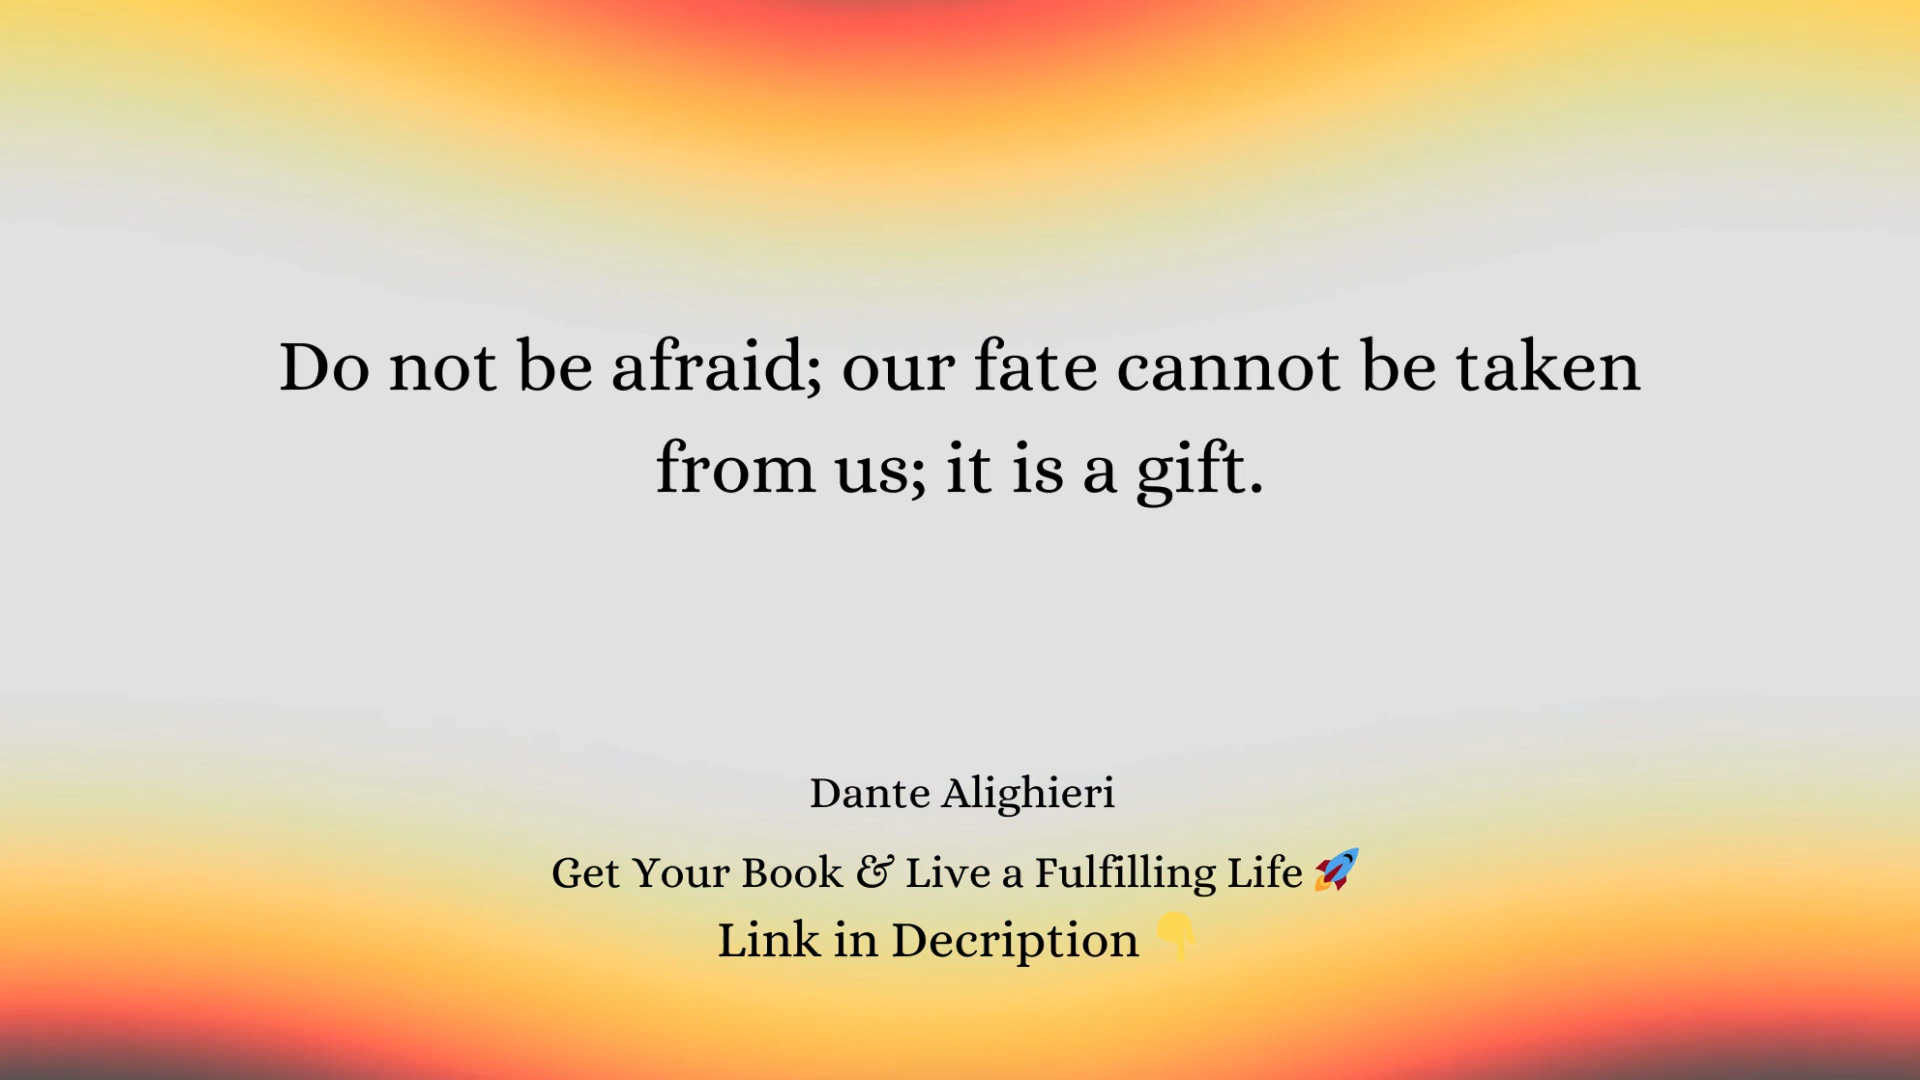 Do not be afraid; our fate cannot be taken
from us; it is a gift.
Dante Alighieri
Get Your Book & Live a Fulfilling Life 🚀
Link in Decription 👇